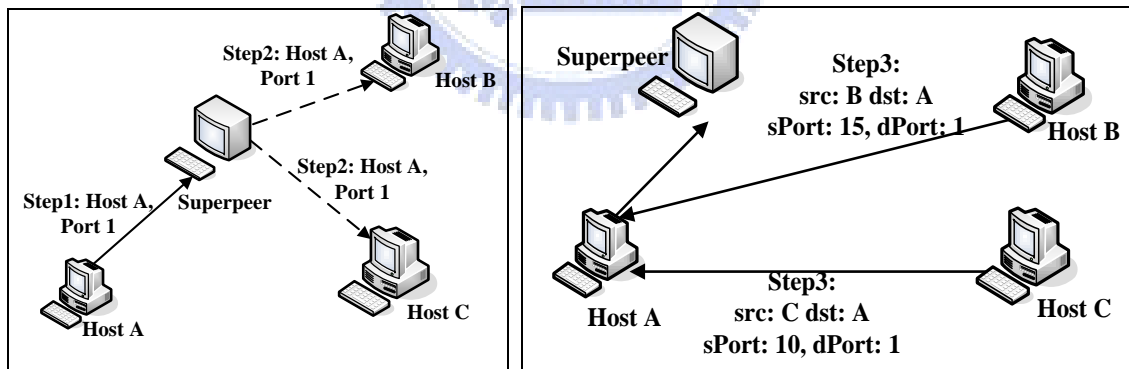 Step2: Host A,
Port 1
Host B
Step2: Host A,
Port 1
Step1: Host A,
Port 1
Superpeer
Host A
Host C
Superpeer
Step3:
src: B dst: A
sPort: 15, dPort: 1
Host B
Host A
Step3:
src: C dst: A
sPort: 10, dPort: 1
Host C